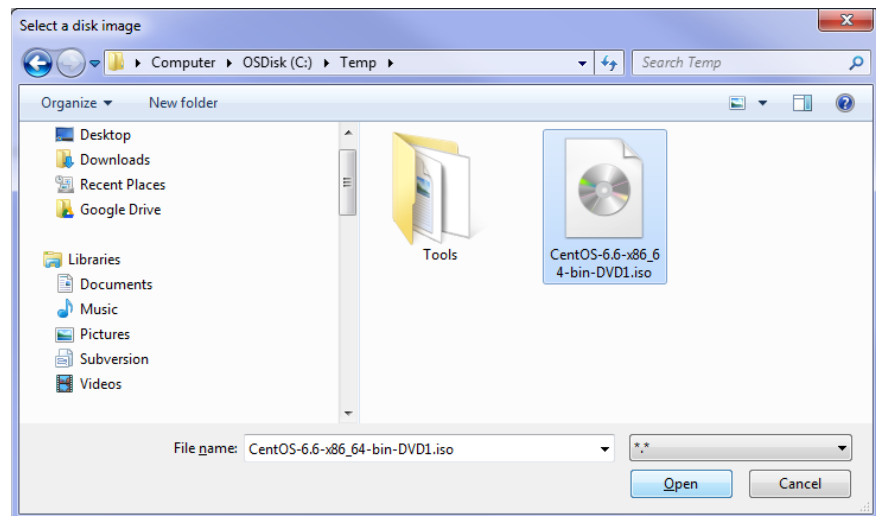 Select a disk image
Computer OSDisk (C:) Temp
Search Temp
Organize
New folder
Desktop
Downloads
Recent Places
Google Drive
Libraries
Documents
Music
Pictures
Subversion
Videos
Tools
CentOS-6.6-x86_6
4-bin-DVD1.iso
File name: CentOS-6.6-x86_64-bin-DVD1.iso
*.*
Open
Cancel